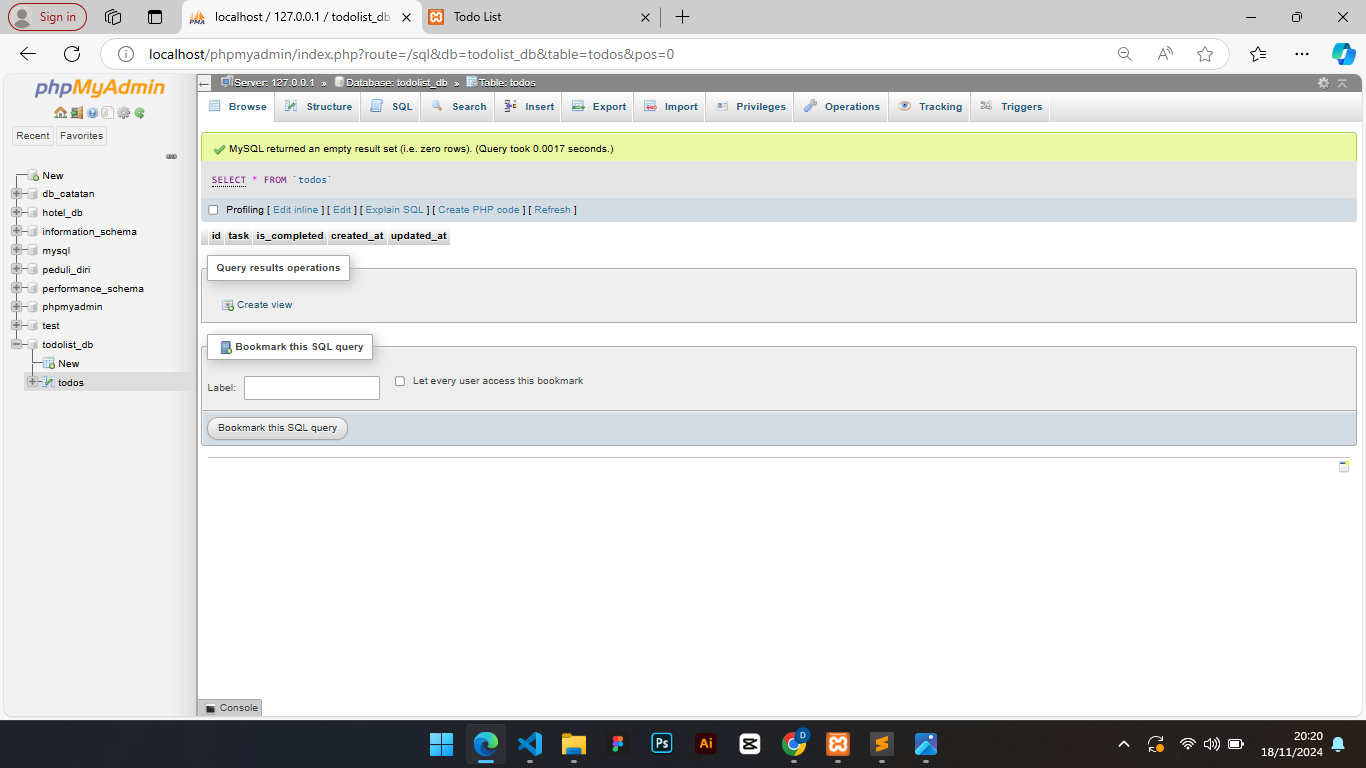 Sign in
localhost / 127.0.0.1 / todolist_db
Todo List
localhost/phpmyadmin/index.php?route=/sql&db=todolist_db&table=todos&pos=0
phpMyAdmin
Recent
Favorites
New
db_catatan
hotel_db
information_schema
mysql
peduli_diri
performance_schema
phpmyadmin
test
todolist_db
New
todos
Server: 127.0.0.1 » Database: todolist_db » Table: todos
Browse Structure SQL Search Insert Export Import Privileges Operations Tracking Triggers
MySQL returned an empty result set (i.e. zero rows). (Query took 0.0017 seconds.)
SELECT * FROM `todos`
Profiling [ Edit inline ] [ Edit ] [ Explain SQL ] [ Create PHP code ] [ Refresh ]
id task is_completed created_at updated_at
Query results operations
Create view
Bookmark this SQL query
Label:
Let every user access this bookmark
Bookmark this SQL query
Console
20:20
18/11/2024